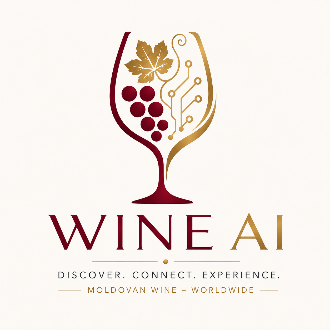 WINE AI
DISCOVER. CONNECT. EXPERIENCE.
MOLDOVAN WINE – WORLDWIDE